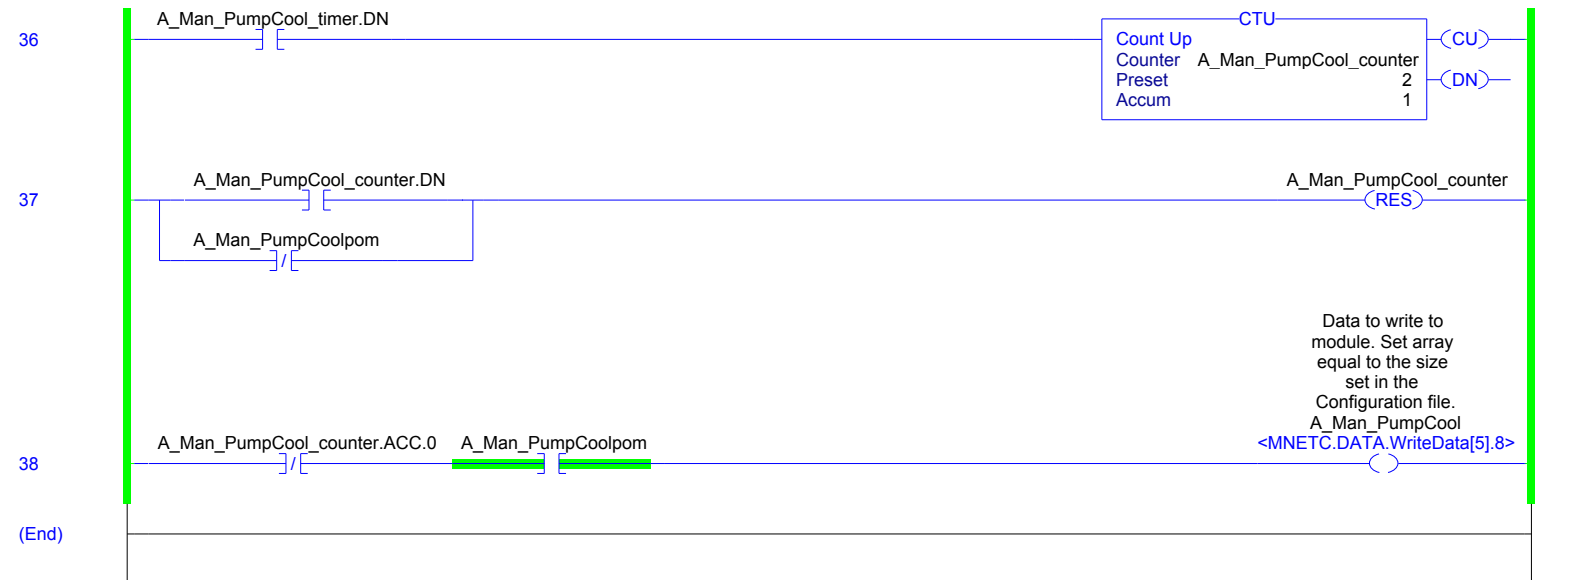 A_Man_PumpCool_timer.DN
CTU
36
Count Up
(CU)
Counter A_Man_PumpCool_counter
Preset 2
(DN)
Accum 1
A_Man_PumpCool_counter.DN
A_Man_PumpCool_counter
37
(RES)
A_Man_PumpCoolpom
/
Data to write to
module. Set array
equal to the size
set in the
Configuration file.
A_Man_PumpCool
A_Man_PumpCool_counter.ACC.0 A_Man_PumpCoolpom <MNETC.DATA.WriteData[5].8>
38
/
(End)